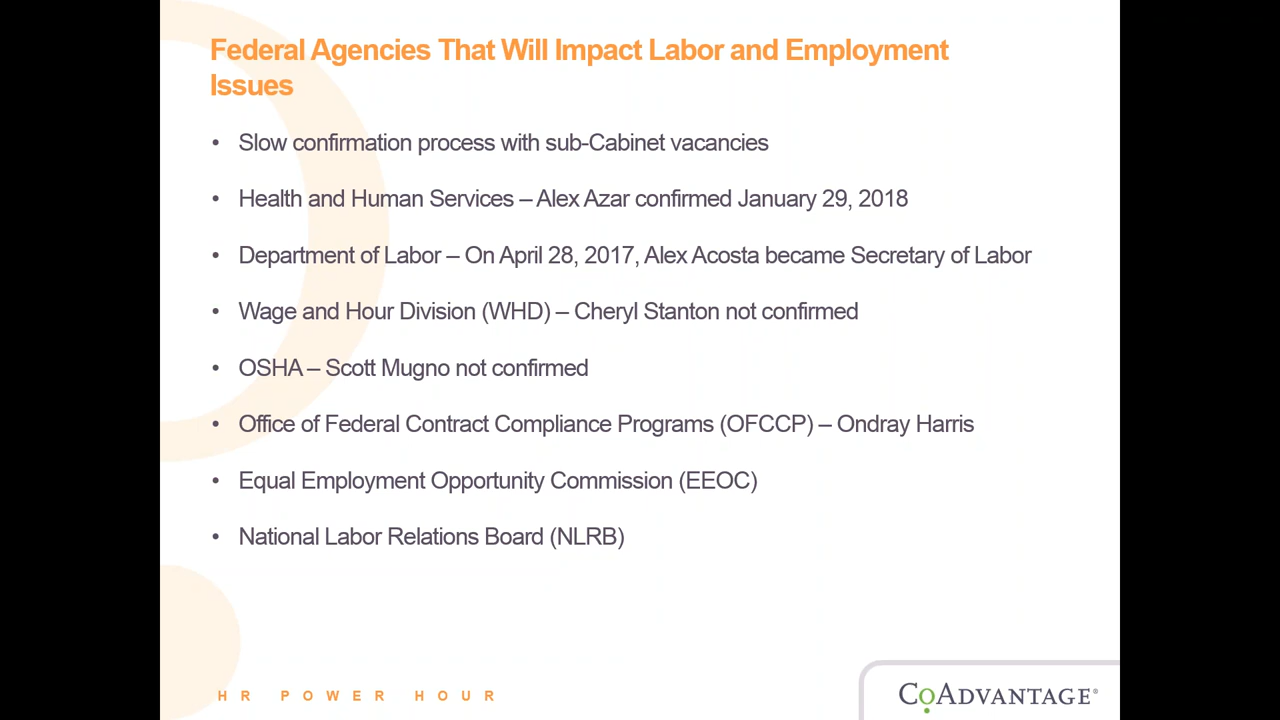 Federal Agencies That Will Impact Labor and Employment
Issues
• Slow confirmation process with sub-Cabinet vacancies
• Health and Human Services – Alex Azar confirmed January 29, 2018
• Department of Labor – On April 28, 2017, Alex Acosta became Secretary of Labor
• Wage and Hour Division (WHD) – Cheryl Stanton not confirmed
• OSHA – Scott Mugno not confirmed
• Office of Federal Contract Compliance Programs (OFCCP) – Ondray Harris
• Equal Employment Opportunity Commission (EEOC)
• National Labor Relations Board (NLRB)
HR POWER HOUR
CoAdvantage®